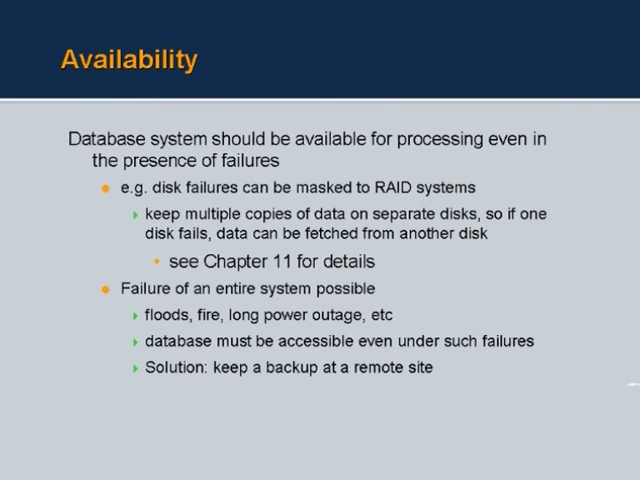 Availability
Database system should be available for processing even in
the presence of failures
e.g. disk failures can be masked to RAID systems
keep multiple copies of data on separate disks, so if one
disk fails, data can be fetched from another disk
see Chapter 11 for details
Failure of an entire system possible
floods, fire, long power outage, etc
database must be accessible even under such failures
Solution: keep a backup at a remote site